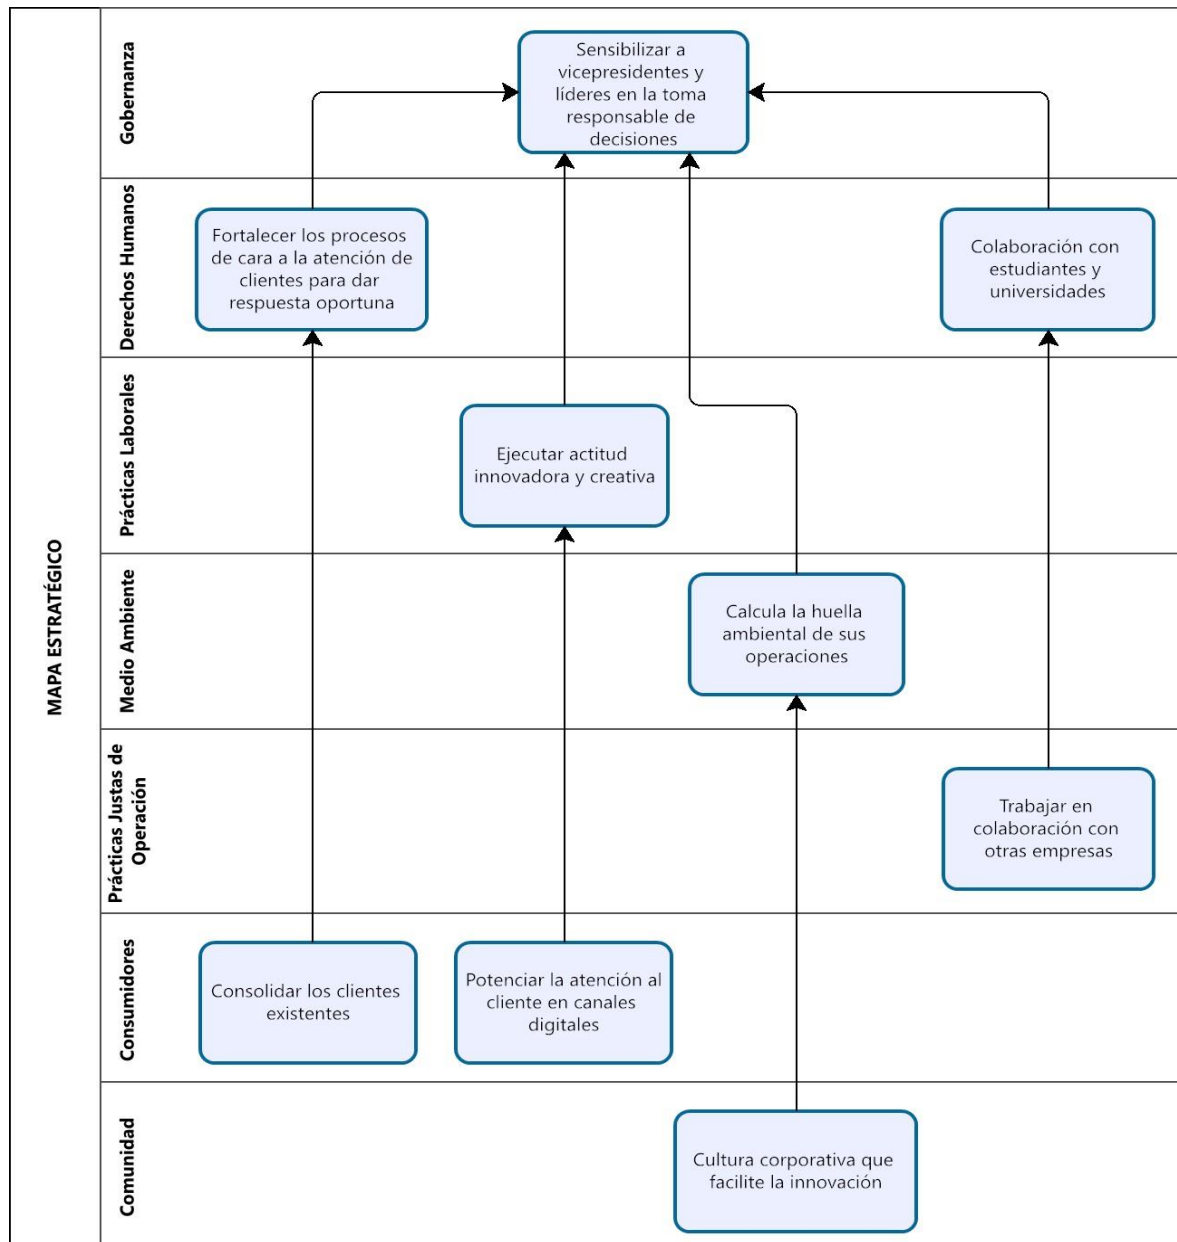 MAPA ESTRATÉGICO
Gobernanza
Sensibilizar a
vicepresidentes y
líderes en la toma
responsable de
decisiones
Derechos Humanos
Fortalecer los procesos
de cara a la atención de
clientes para dar
respuesta oportuna
Colaboración con
estudiantes y
universidades
Prácticas Laborales
Ejecutar actitud
innovadora y creativa
Medio Ambiente
Calcula la huella
ambiental de sus
operaciones
Prácticas Justas de
Operación
Trabajar en
colaboración con
otras empresas
Consumidores
Consolidar los clientes
existentes
Potenciar la atención al
cliente en canales
digitales
Comunidad
Cultura corporativa que
facilite la innovación